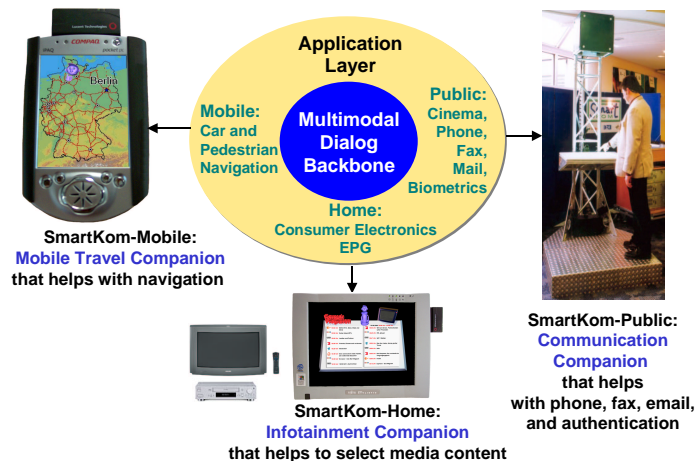 Application
Layer
Mobile:
Car and
Pedestrian
Navigation
Multimodal
Dialog
Backbone
Public:
Cinema,
Phone,
Fax,
Mail,
Biometrics
Home:
Consumer Electronics
EPG
COMPAQ
Berlin
SmartKom-Mobile:
Mobile Travel Companion
that helps with navigation
SmartKom-Home:
Infotainment Companion
that helps to select media content
SmartKom-Public:
Communication
Companion
that helps
with phone, fax, email,
and authentication